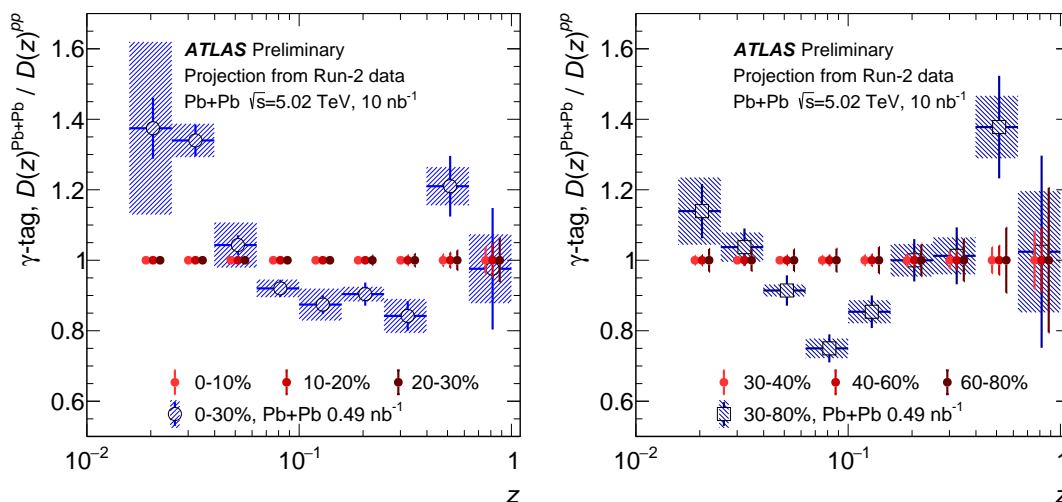 γ-tag, D(z)^Pb+Pb / D(z)^pp
1.6
1.4
1.2
1
0.8
0.6
ATLAS Preliminary
Projection from Run-2 data
Pb+Pb √s=5.02 TeV, 10 nb⁻¹
0-10% 10-20% 20-30%
0-30%, Pb+Pb 0.49 nb⁻¹
10⁻² 10⁻¹ 1
z
γ-tag, D(z)^Pb+Pb / D(z)^pp
1.6
1.4
1.2
1
0.8
0.6
ATLAS Preliminary
Projection from Run-2 data
Pb+Pb √s=5.02 TeV, 10 nb⁻¹
30-40% 40-60% 60-80%
30-80%, Pb+Pb 0.49 nb⁻¹
10⁻² 10⁻¹ 1
z